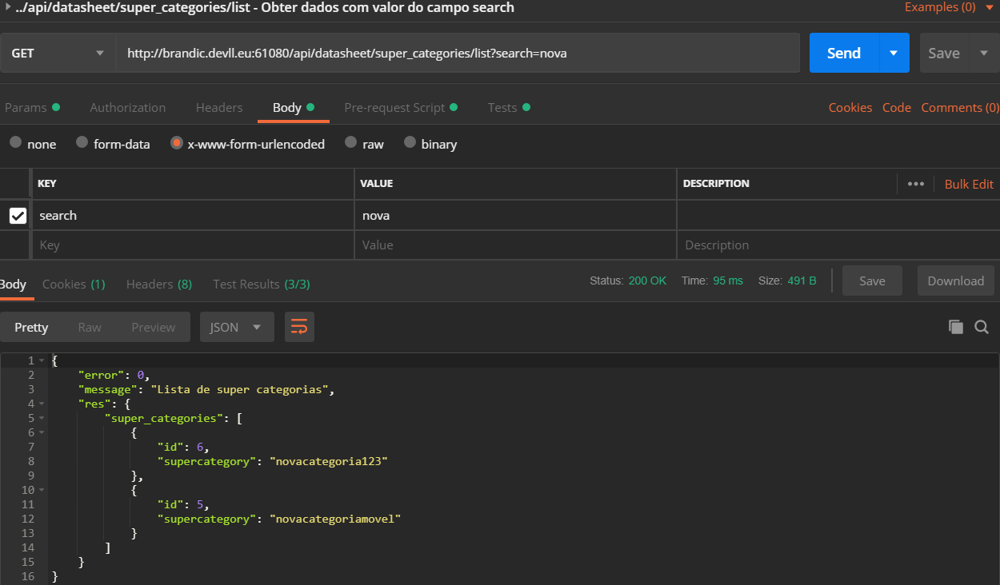 ../api/datasheet/super_categories/list - Obter dados com valor do campo search Examples (0)
GET http://brandic.devll.eu:61080/api/datasheet/super_categories/list?search=nova Send Save
Params Authorization Headers Body Pre-request Script Tests Cookies Code Comments (0)
none form-data x-www-form-urlencoded raw binary
KEY VALUE DESCRIPTION ••• Bulk Edit
search nova
Key Value Description
Body Cookies (1) Headers (8) Test Results (3/3) Status: 200 OK Time: 95 ms Size: 491 B Save Download
Pretty Raw Preview JSON
1 {
2 "error": 0,
3 "message": "Lista de super categorias",
4 "res": {
5 "super_categories": [
6 {
7 "id": 6,
8 "supercategory": "novacategoria123"
9 },
10 {
11 "id": 5,
12 "supercategory": "novacategoriamovel"
13 }
14 ]
15 }
16 }